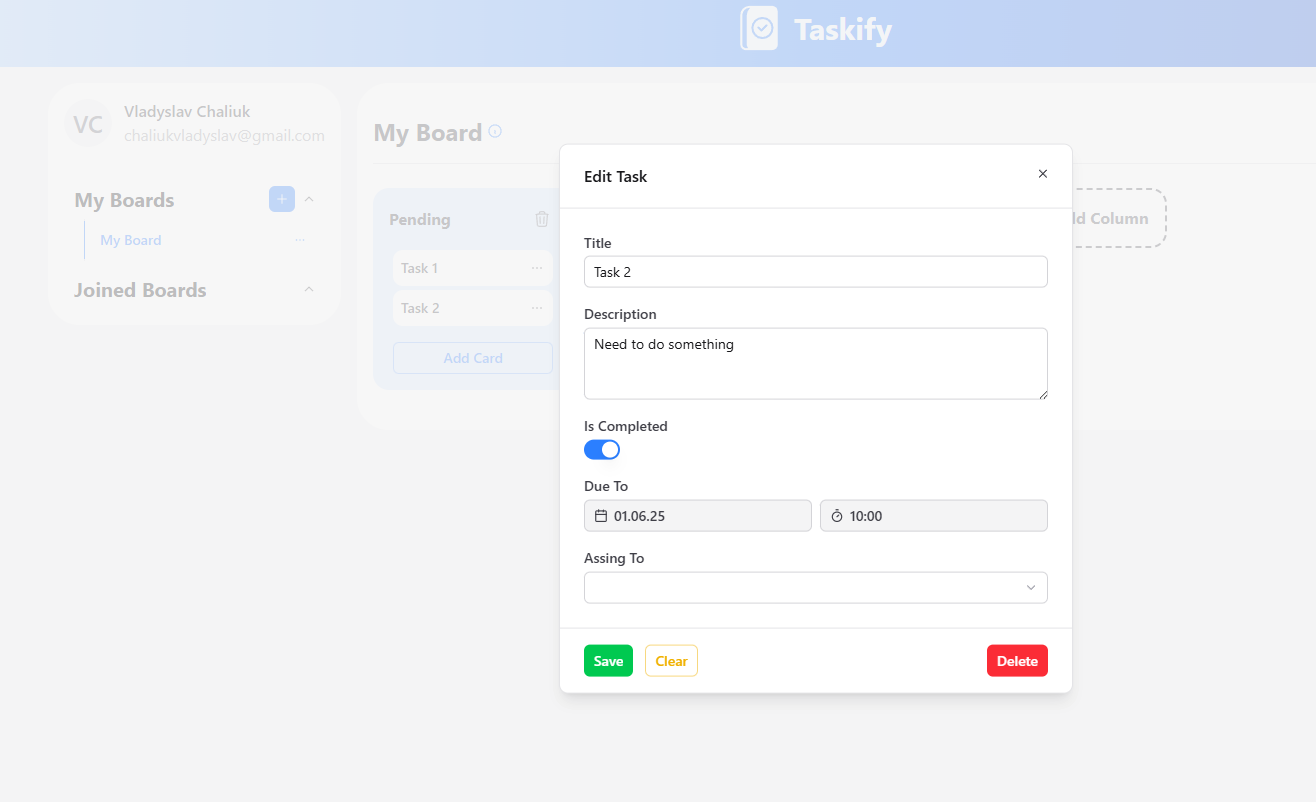 Taskify
VC
Vladyslav Chaliuk
chaliukvladyslav@gmail.com
My Boards
My Board
Joined Boards
My Board
Pending
Task 1
Task 2
Add Card
ld Column
Edit Task
Title
Task 2
Description
Need to do something
Is Completed
Due To
01.06.25 10:00
Assing To
Save Clear Delete